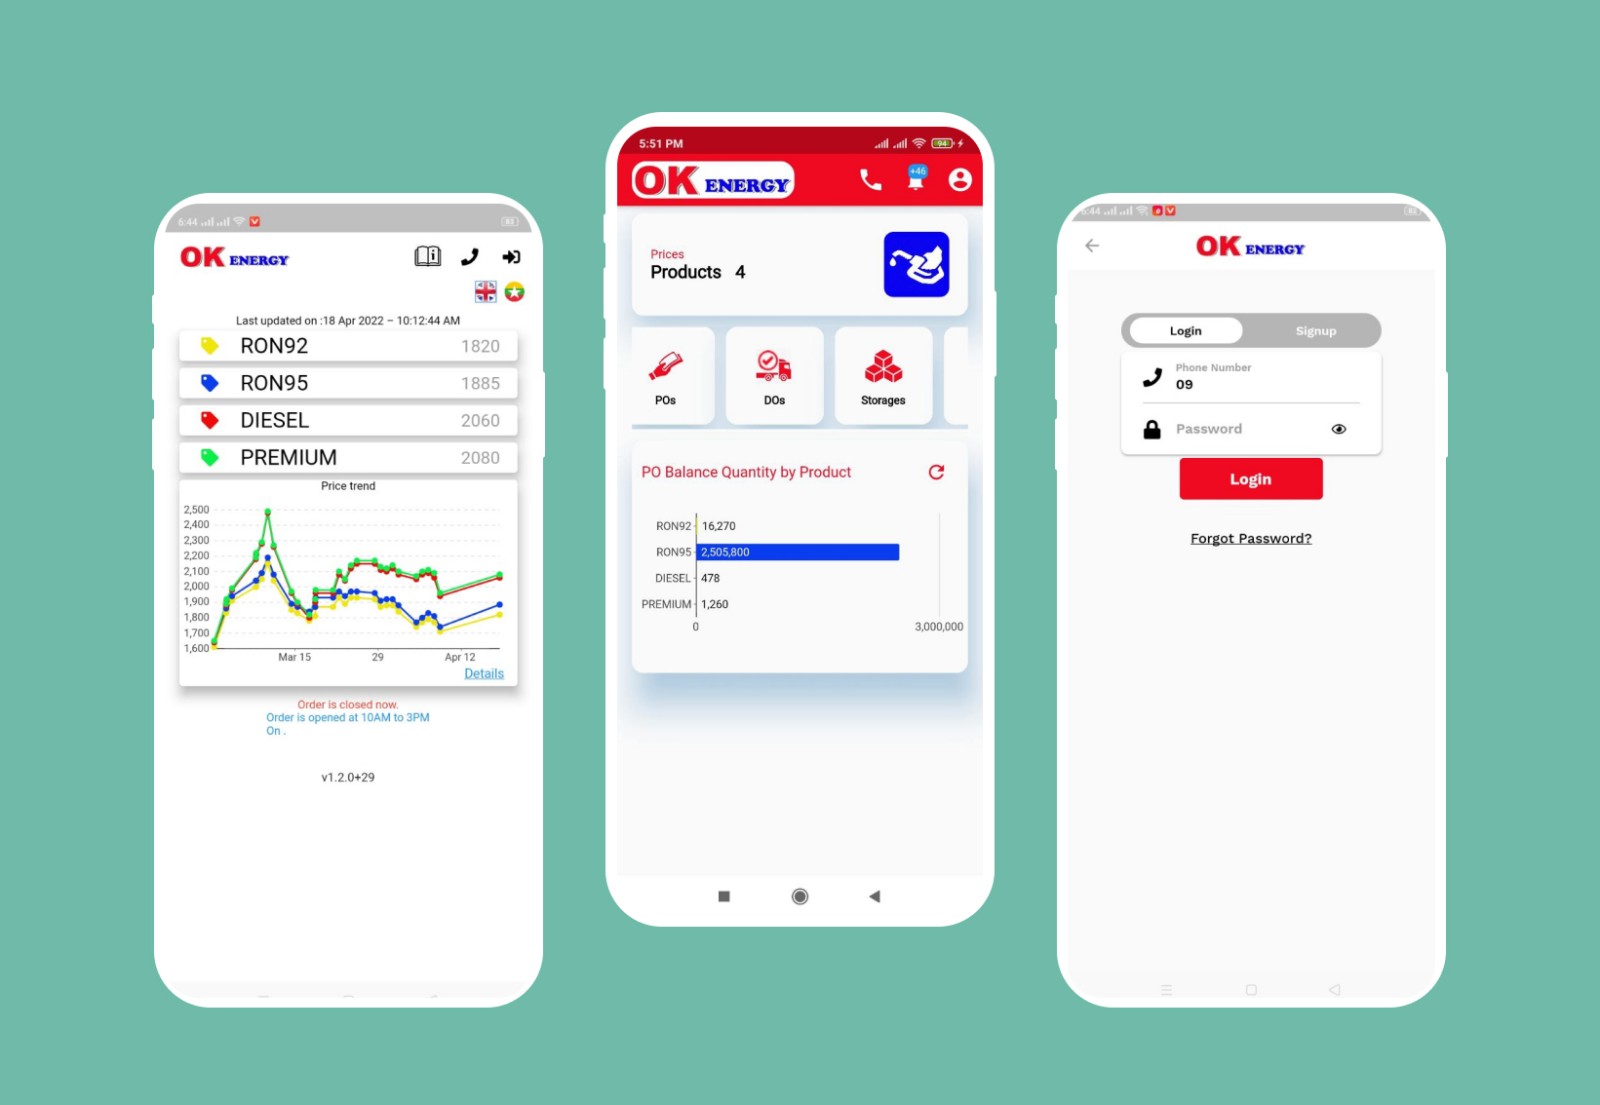 6:44
83
OK ENERGY
Last updated on :18 Apr 2022 – 10:12:44 AM
RON92 1820
RON95 1885
DIESEL 2060
PREMIUM 2080
Price trend
2,500
2,400
2,300
2,200
2,100
2,000
1,900
1,800
1,700
1,600
Mar 15 29 Apr 12
Details
Order is closed now.
Order is opened at 10AM to 3PM
On .
v1.2.0+29
5:51 PM
94
OK ENERGY
+46
Prices
Products 4
POs DOs Storages
PO Balance Quantity by Product
RON92 16,270
RON95 2,505,800
DIESEL 478
PREMIUM 1,260
0 3,000,000
6:44
OK ENERGY
Login Signup
Phone Number
09
Password
Login
Forgot Password?